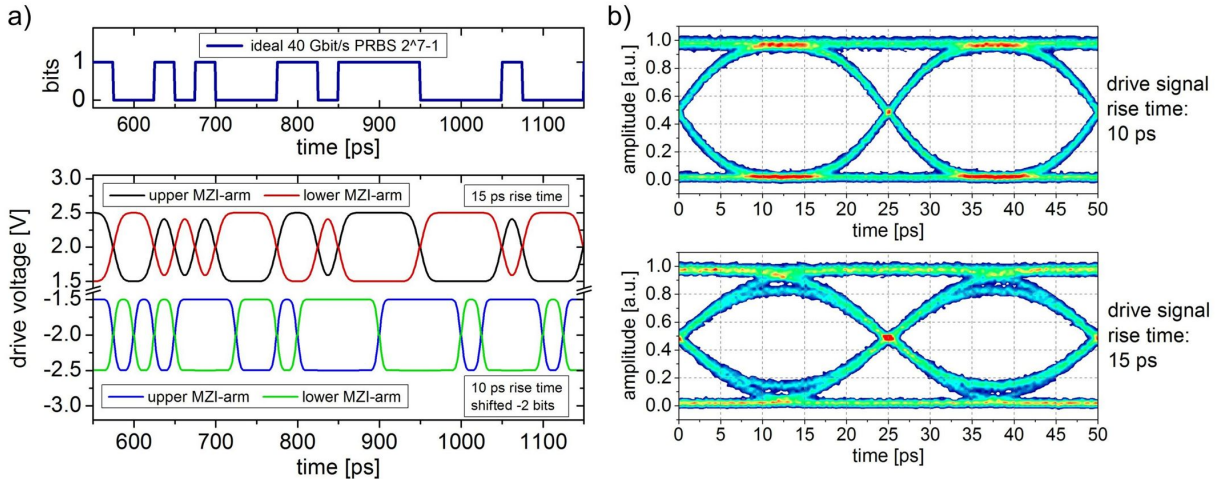 a)
ideal 40 Gbit/s PRBS 2^7-1
bits
1
0
600 700 800 900 1000 1100
time [ps]
3.0
2.5
2.0
1.5
-1.5
-2.0
-2.5
-3.0
drive voltage [V]
upper MZI-arm lower MZI-arm
15 ps rise time
upper MZI-arm lower MZI-arm
10 ps rise time
shifted -2 bits
600 700 800 900 1000 1100
time [ps]
b)
amplitude [a.u.]
1.0
0.8
0.6
0.4
0.2
0.0
0 5 10 15 20 25 30 35 40 45 50
time [ps]
drive signal
rise time:
10 ps
amplitude [a.u.]
1.0
0.8
0.6
0.4
0.2
0.0
0 5 10 15 20 25 30 35 40 45 50
time [ps]
drive signal
rise time:
15 ps